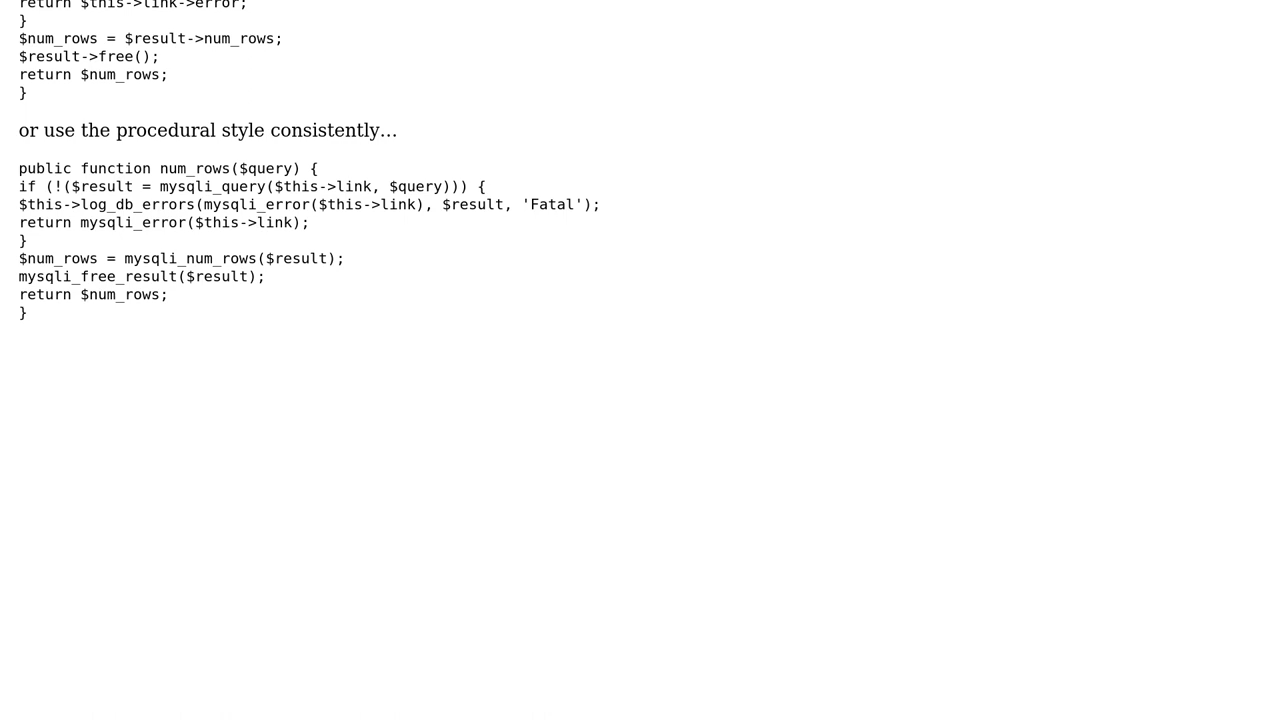 return $this->link->error;
}
$num_rows = $result->num_rows;
$result->free();
return $num_rows;
}
or use the procedural style consistently…
public function num_rows($query) {
if (!($result = mysqli_query($this->link, $query))) {
$this->log_db_errors(mysqli_error($this->link), $result, 'Fatal');
return mysqli_error($this->link);
}
$num_rows = mysqli_num_rows($result);
mysqli_free_result($result);
return $num_rows;
}